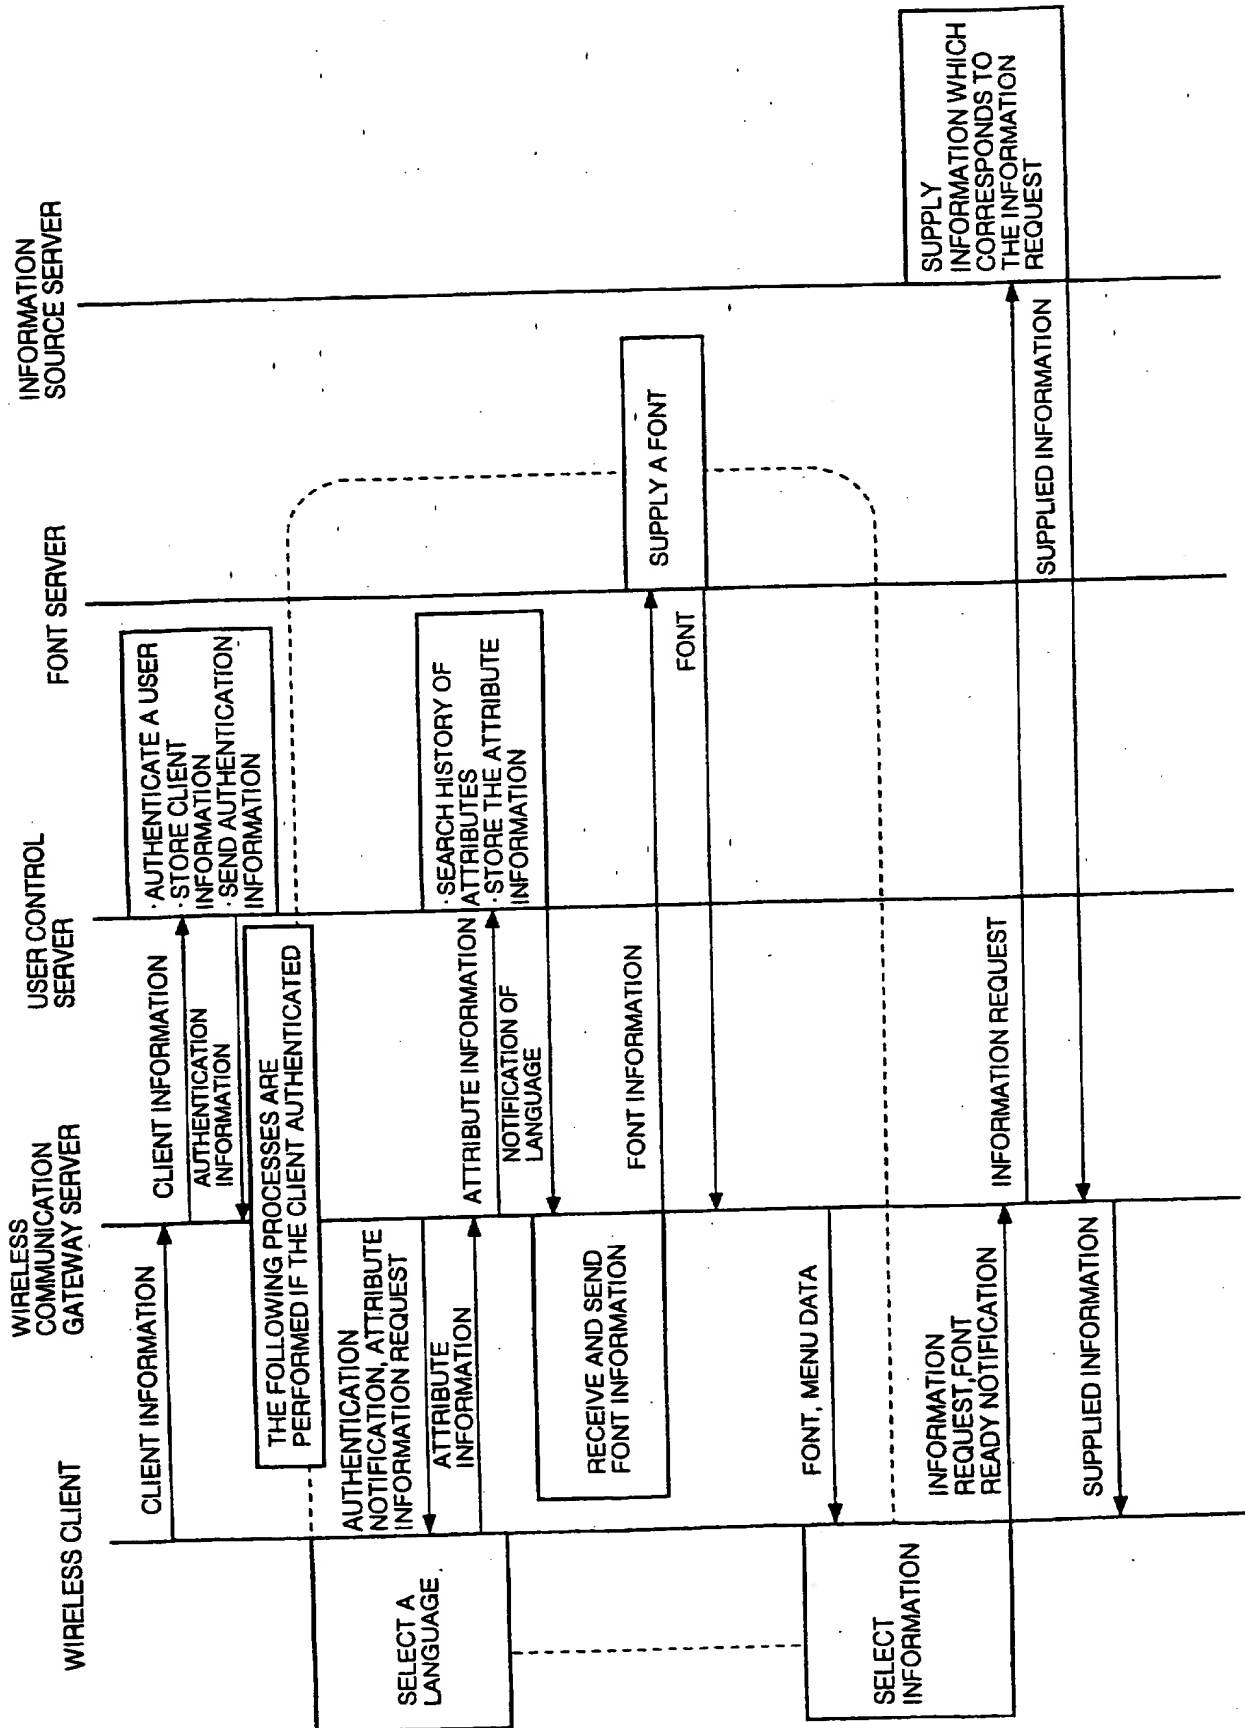 WIRELESS CLIENT
WIRELESS
COMMUNICATION
GATEWAY SERVER
USER CONTROL
SERVER
FONT SERVER
INFORMATION
SOURCE SERVER
CLIENT INFORMATION
CLIENT INFORMATION
· AUTHENTICATE A USER
· STORE CLIENT
INFORMATION
· SEND AUTHENTICATION
INFORMATION
AUTHENTICATION
INFORMATION
THE FOLLOWING PROCESSES ARE
PERFORMED IF THE CLIENT AUTHENTICATED
AUTHENTICATION
NOTIFICATION, ATTRIBUTE
INFORMATION REQUEST
SELECT A
LANGUAGE
ATTRIBUTE
INFORMATION
ATTRIBUTE INFORMATION
· SEARCH HISTORY OF
ATTRIBUTES
· STORE THE ATTRIBUTE
INFORMATION
NOTIFICATION OF
LANGUAGE
RECEIVE AND SEND
FONT INFORMATION
FONT INFORMATION
SUPPLY A FONT
FONT
FONT, MENU DATA
SELECT
INFORMATION
INFORMATION
REQUEST, FONT
READY NOTIFICATION
INFORMATION REQUEST
SUPPLY
INFORMATION WHICH
CORRESPONDS TO
THE INFORMATION
REQUEST
SUPPLIED INFORMATION
SUPPLIED INFORMATION